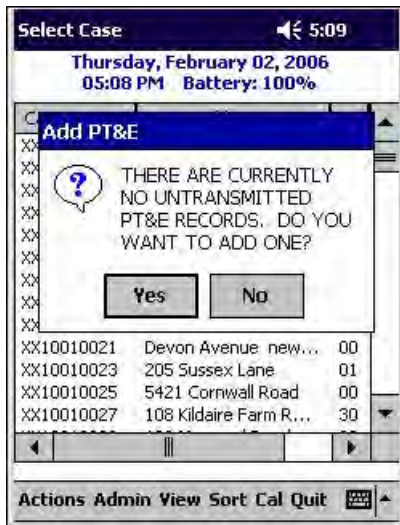 Select Case 5:09
Thursday, February 02, 2006
05:08 PM Battery: 100%
Add PT&E
THERE ARE CURRENTLY
NO UNTRANSMITTED
PT&E RECORDS. DO YOU
WANT TO ADD ONE?
Yes No
XX10010021 Devon Avenue new... 00
XX10010023 205 Sussex Lane 01
XX10010025 5421 Cornwall Road 00
XX10010027 108 Kildaire Farm R... 30
Actions Admin View Sort Cal Quit